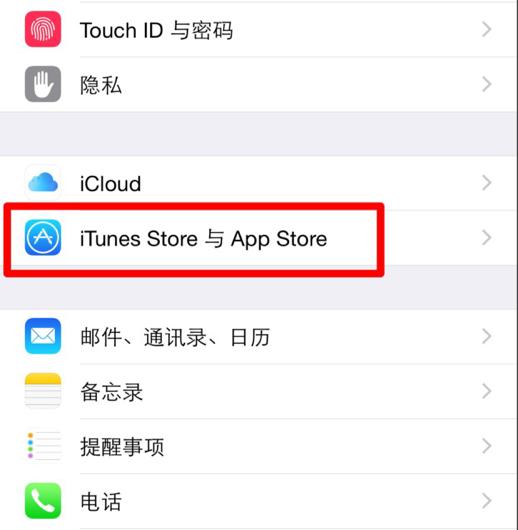 Touch ID 与密码
隐私
iCloud
iTunes Store 与 App Store
邮件、通讯录、日历
备忘录
提醒事项
电话